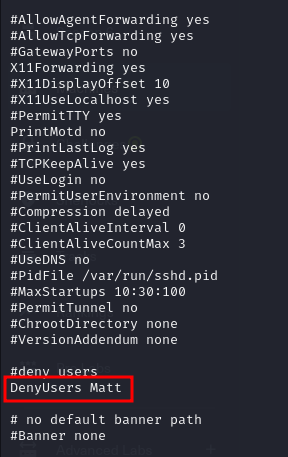 #AllowAgentForwarding yes
#AllowTcpForwarding yes
#GatewayPorts no
X11Forwarding yes
#X11DisplayOffset 10
#X11UseLocalhost yes
#PermitTTY yes
PrintMotd no
#PrintLastLog yes
#TCPKeepAlive yes
#UseLogin no
#PermitUserEnvironment no
#Compression delayed
#ClientAliveInterval 0
#ClientAliveCountMax 3
#UseDNS no
#PidFile /var/run/sshd.pid
#MaxStartups 10:30:100
#PermitTunnel no
#ChrootDirectory none
#VersionAddendum none
#deny users
DenyUsers Matt
# no default banner path
#Banner none